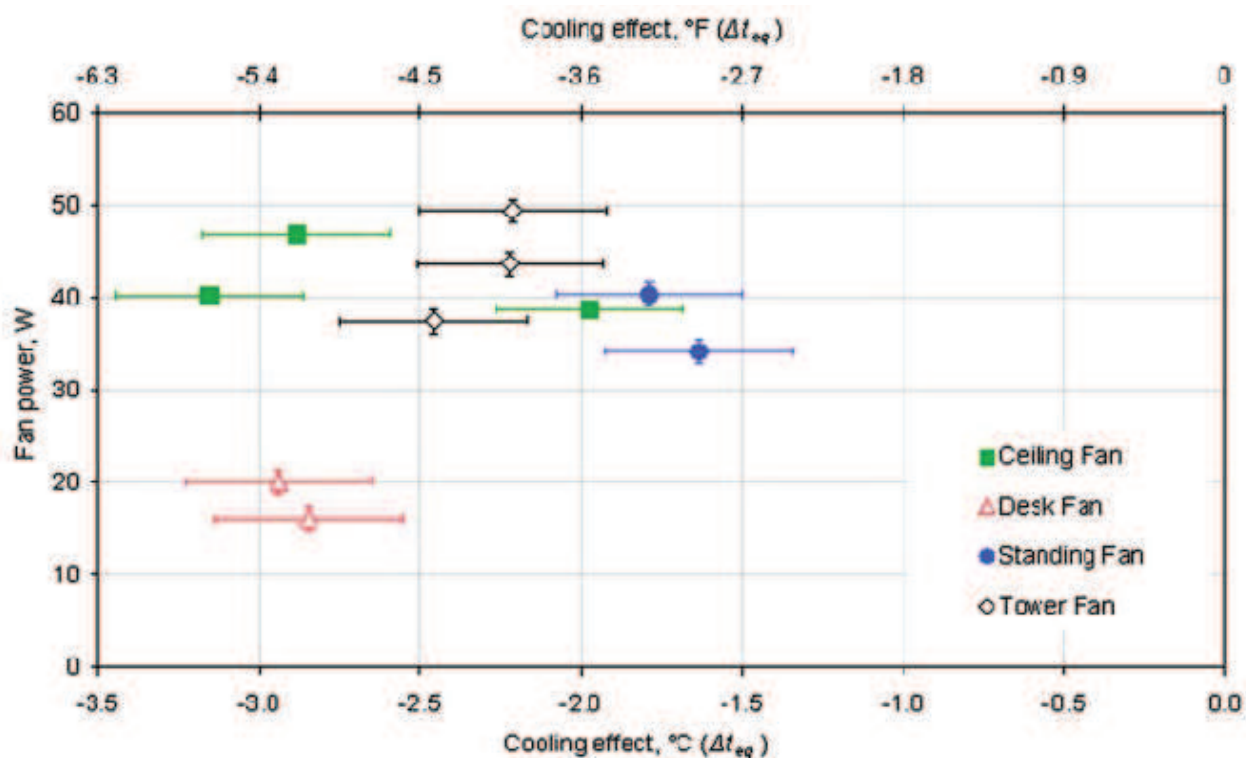 Cooling effect, °F (Δt_eq)
-6.3 -5.4 -4.5 -3.6 -2.7 -1.8 -0.9 0
60
50
40
30
20
10
0
Fan power, W
Ceiling Fan
Desk Fan
Standing Fan
Tower Fan
-3.5 -3.0 -2.5 -2.0 -1.5 -1.0 -0.5 0.0
Cooling effect, °C (Δt_eq)